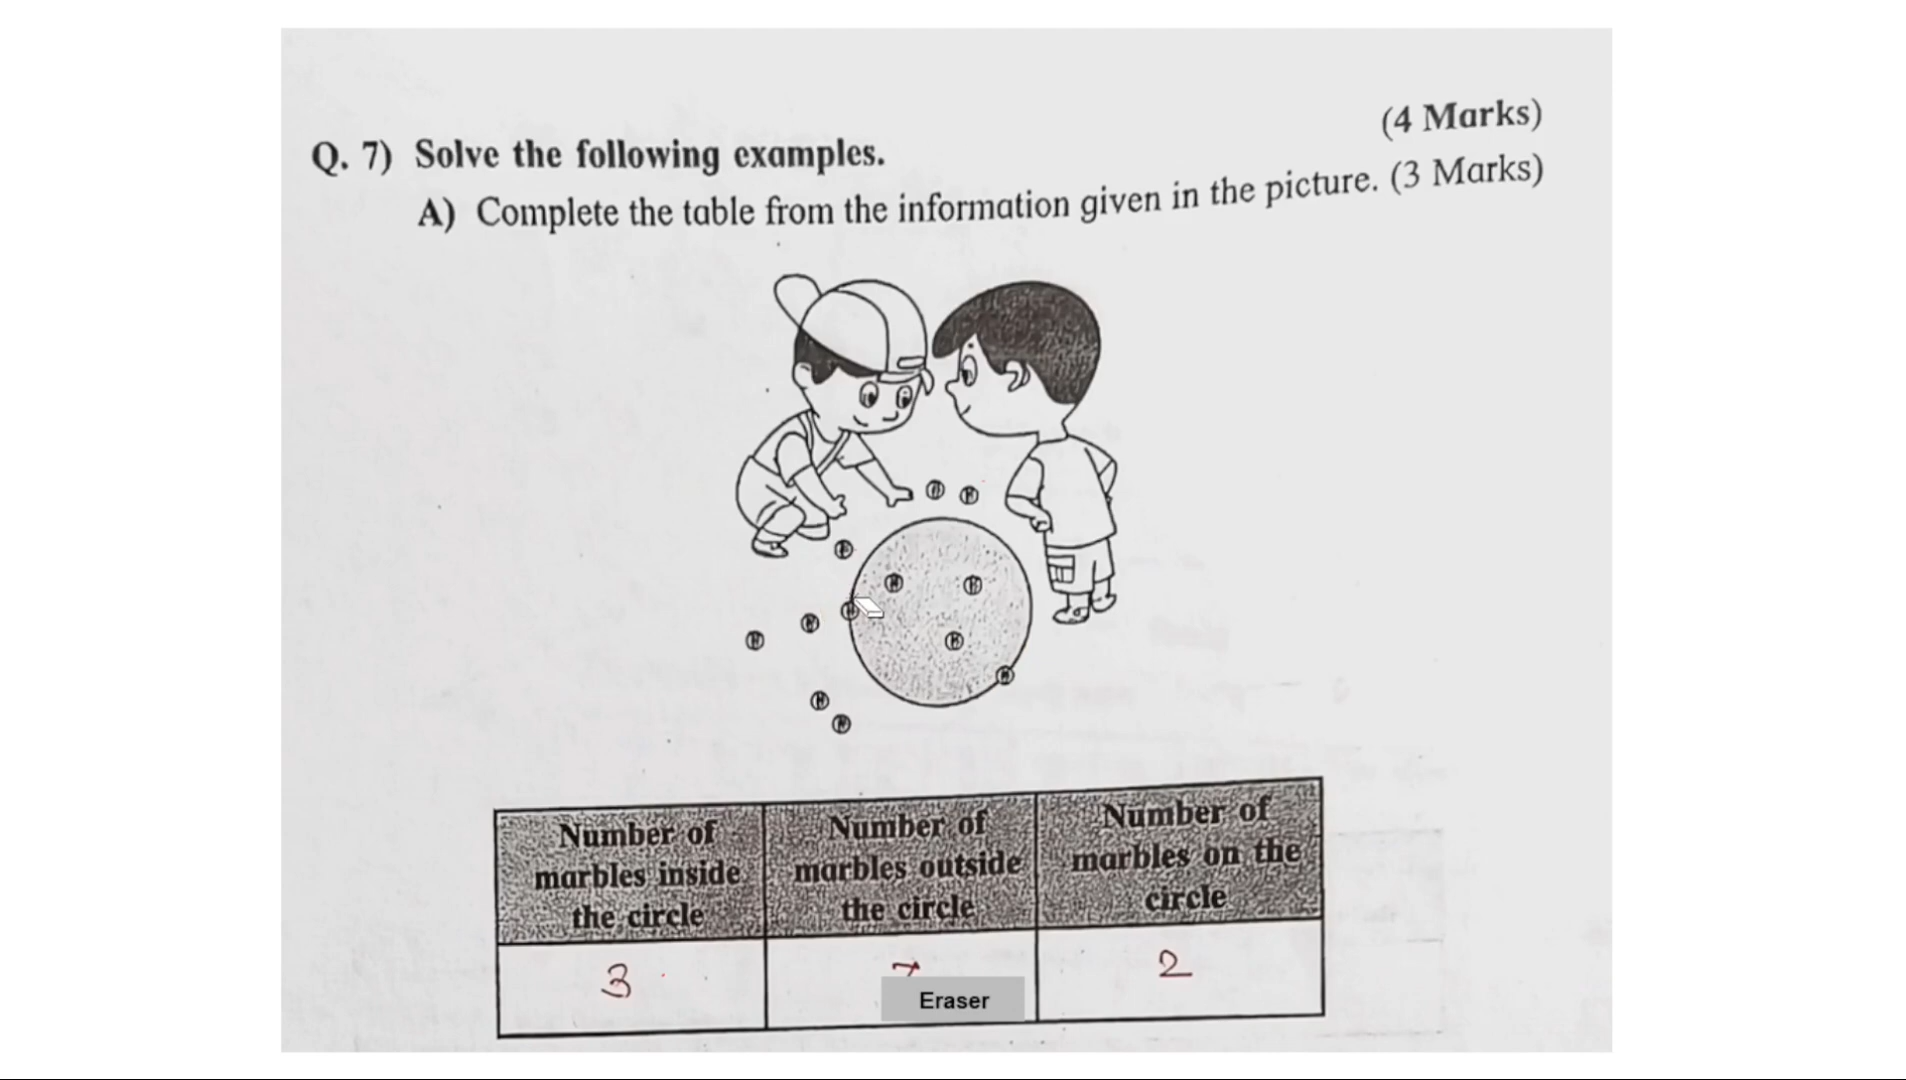 (4 Marks)
Q. 7) Solve the following examples.
A) Complete the table from the information given in the picture. (3 Marks)
Number of marbles inside the circle
Number of marbles outside the circle
Number of marbles on the circle
3
7
2
Eraser